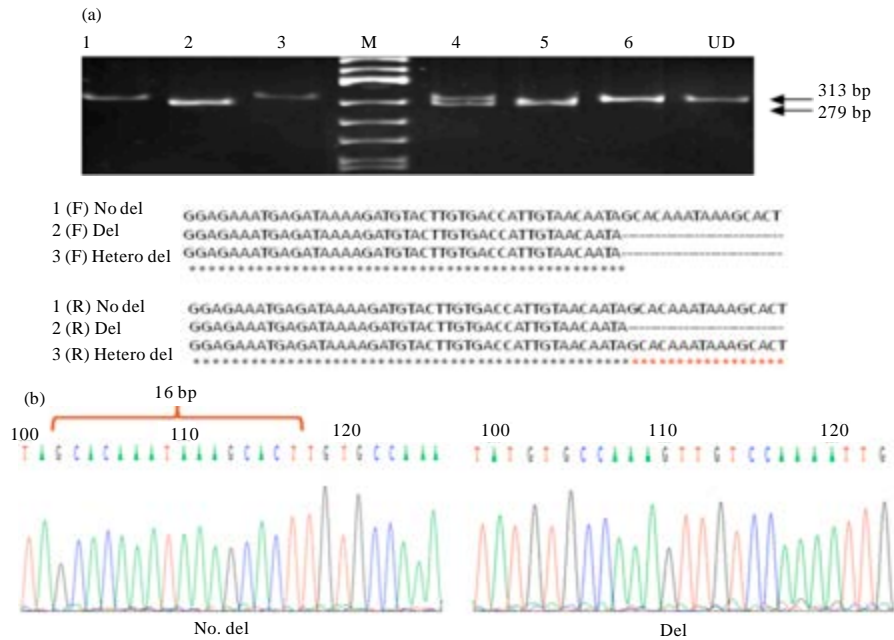 (a)
1 2 3 M 4 5 6 UD
313 bp
279 bp
1 (F) No del GGAGAAATGAGATAAAAGATGTACTTGTGACCATTGTAACAATAGCACAAATAAAGCACT
2 (F) Del GGAGAAATGAGATAAAAGATGTACTTGTGACCATTGTAACAATA----------------
3 (F) Hetero del GGAGAAATGAGATAAAAGATGTACTTGTGACCATTGTAACAATA----------------
********************************************
1 (R) No del GGAGAAATGAGATAAAAGATGTACTTGTGACCATTGTAACAATAGCACAAATAAAGCACT
2 (R) Del GGAGAAATGAGATAAAAGATGTACTTGTGACCATTGTAACAATA----------------
3 (R) Hetero del GGAGAAATGAGATAAAAGATGTACTTGTGACCATTGTAACAATAGCACAAATAAAGCACT
************************************************************
(b)
16 bp
100 110 120
T A G C A C A A A T A A A G C A C T T G T G C C A A A
No. del
100 110 120
T A T G T G C C A A A G T T G T C C A A A A T T G
Del